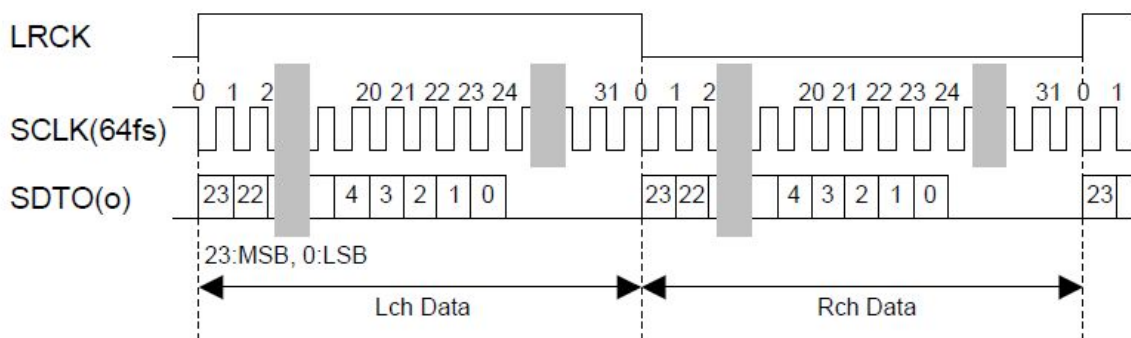 LRCK
0 1 2 20 21 22 23 24 31 0 1 2 20 21 22 23 24 31 0 1
SCLK(64fs)
SDTO(o) 23 22 4 3 2 1 0 23 22 4 3 2 1 0 23
23:MSB, 0:LSB
Lch Data Rch Data